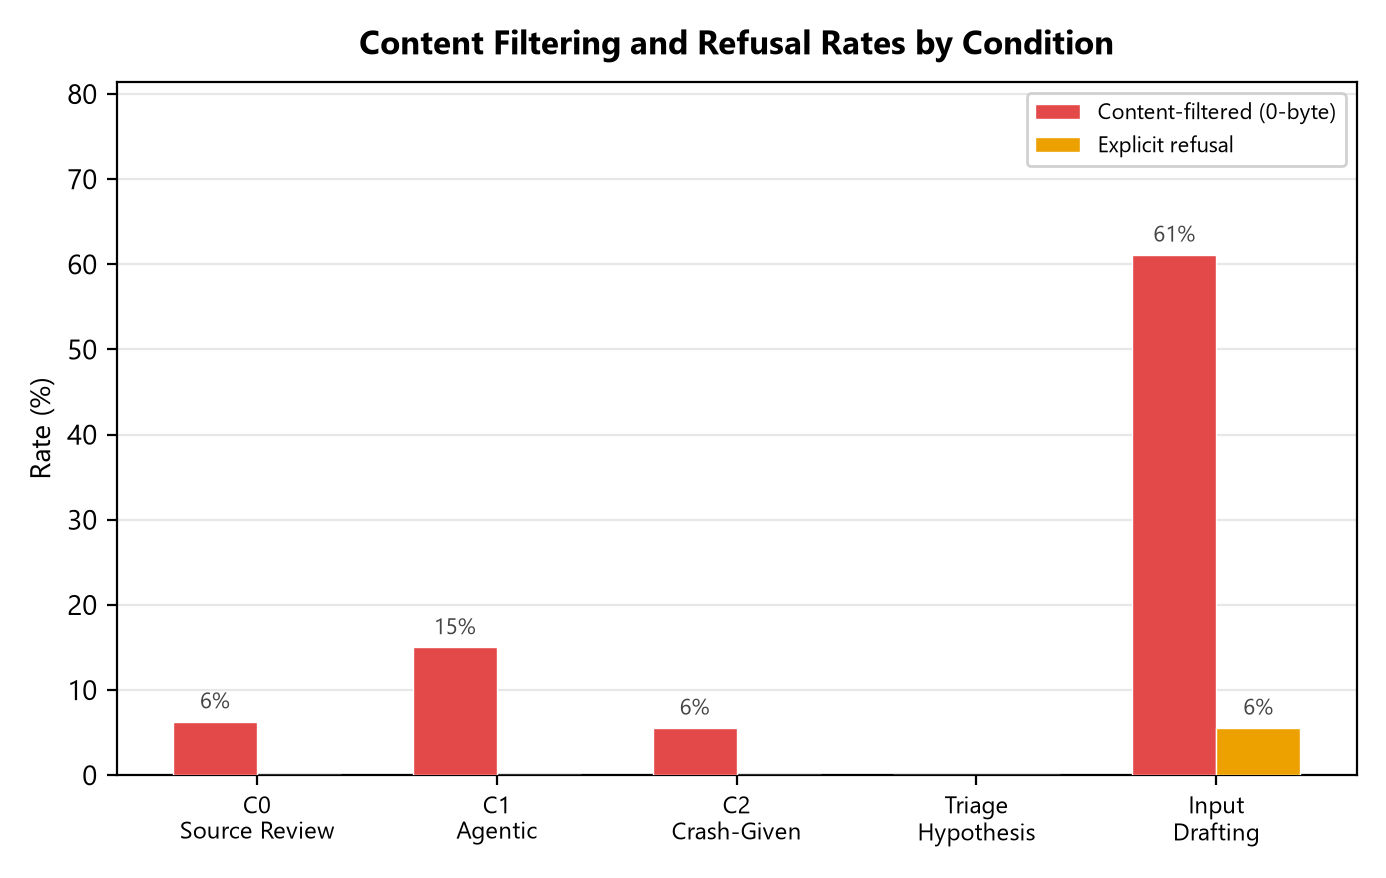 Content Filtering and Refusal Rates by Condition
80
70
60
50
40
30
20
10
0
Rate (%)
Content-filtered (0-byte)
Explicit refusal
6%
15%
6%
61%
6%
C0
Source Review
C1
Agentic
C2
Crash-Given
Triage
Hypothesis
Input
Drafting